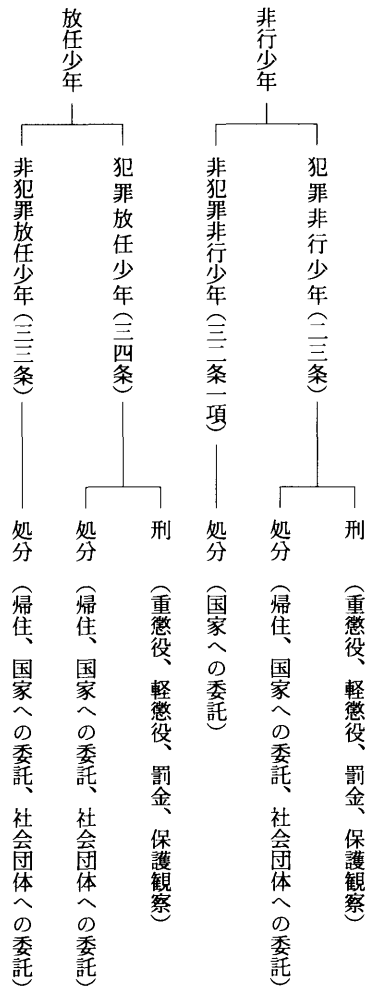 非行少年
犯罪非行少年(二三条)
刑 (重懲役、軽懲役、罰金、保護観察)
処分 (帰住、国家への委託、社会団体への委託)
非犯罪非行少年(三二条一項)
処分 (国家への委託)
放任少年
犯罪放任少年(三四条)
刑 (重懲役、軽懲役、罰金、保護観察)
処分 (帰住、国家への委託、社会団体への委託)
非犯罪放任少年(三三条)
処分 (帰住、国家への委託、社会団体への委託)